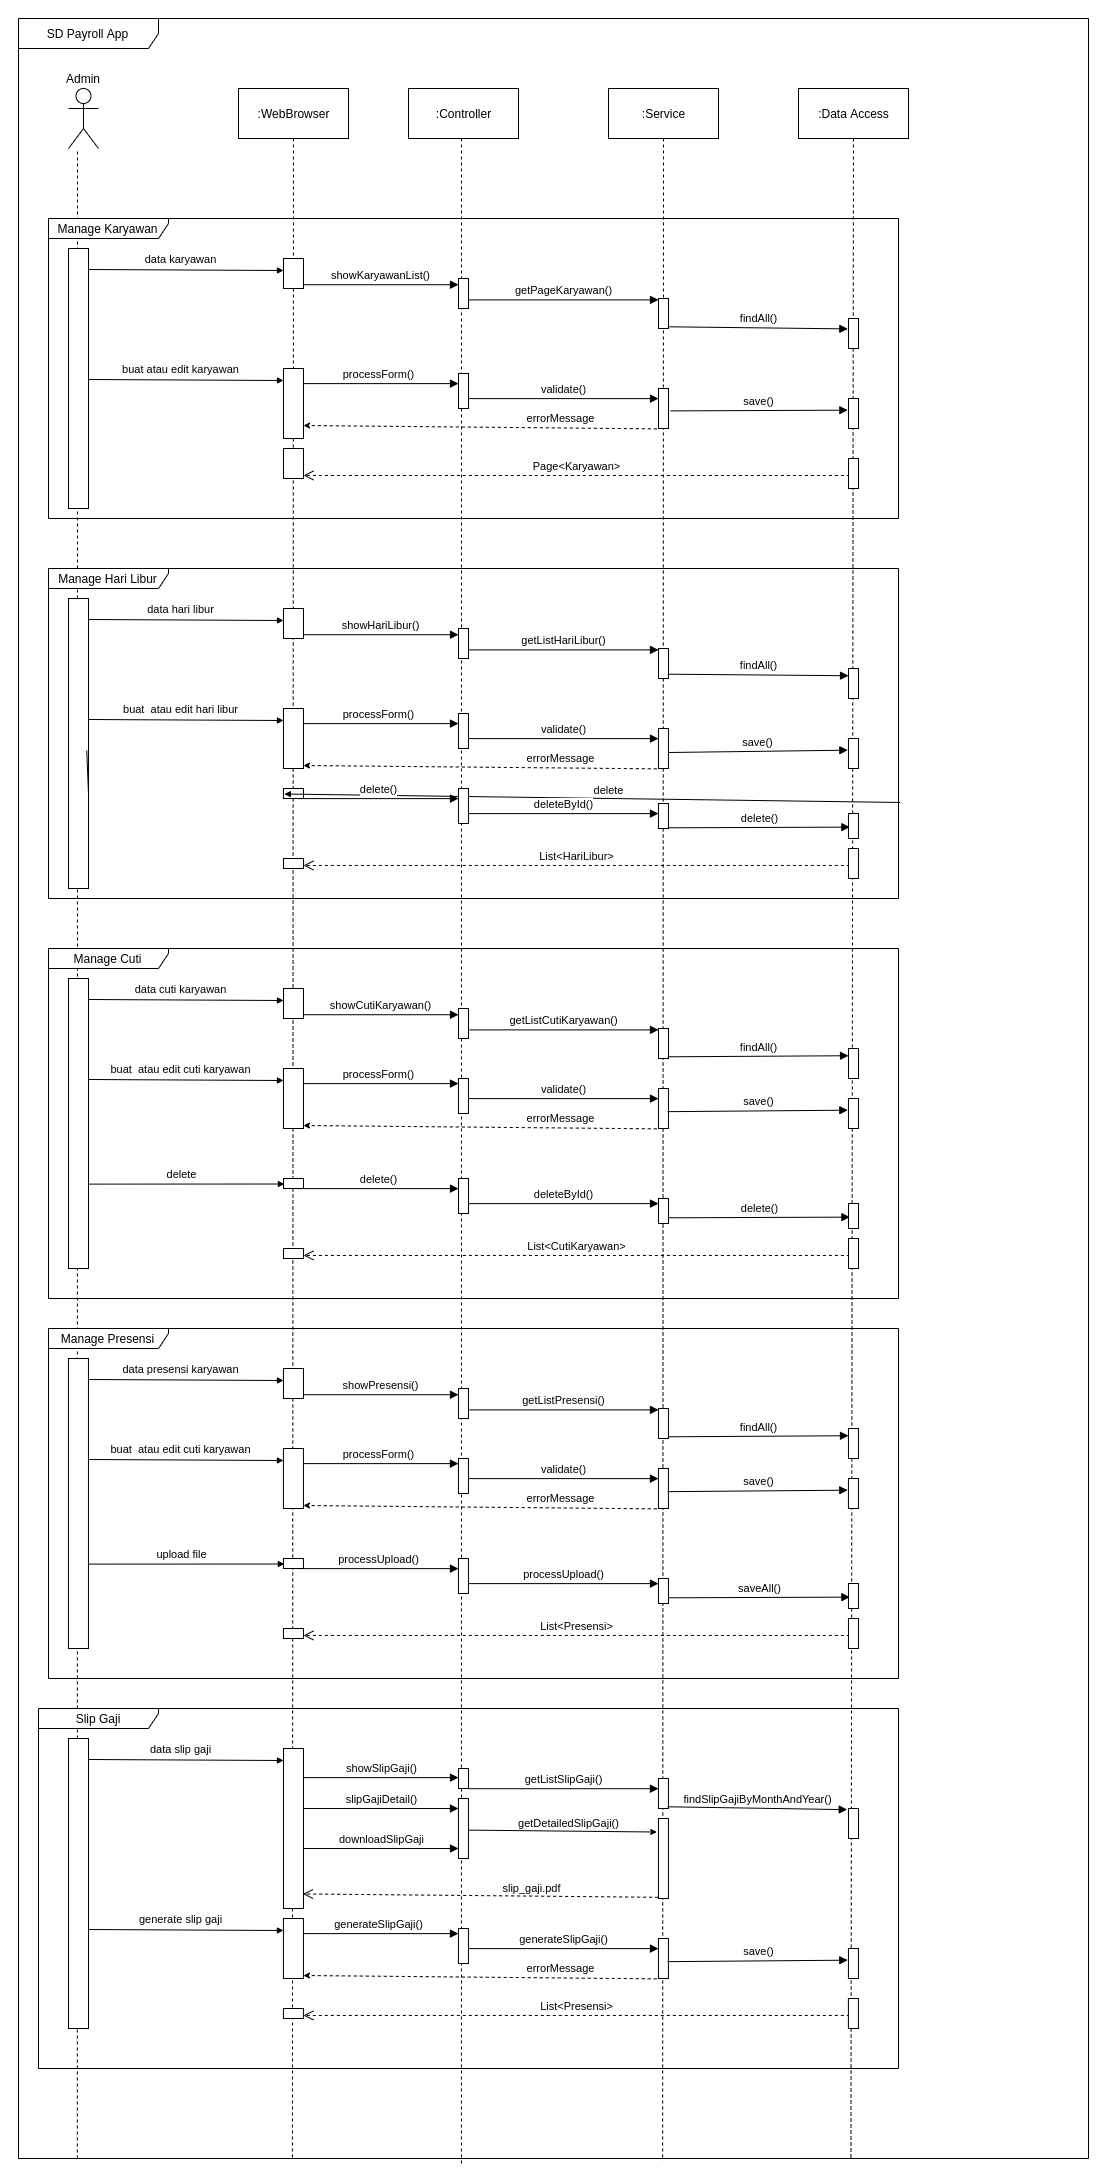 SD Payroll App
Admin
:WebBrowser
:Controller
:Service
:Data Access
Manage Karyawan
data karyawan
showKaryawanList()
getPageKaryawan()
findAll()
buat atau edit karyawan
processForm()
validate()
save()
errorMessage
Page<Karyawan>
Manage Hari Libur
data hari libur
showHariLibur()
getListHariLibur()
findAll()
buat  atau edit hari libur
processForm()
validate()
save()
errorMessage
delete()
delete
deleteById()
delete()
List<HariLibur>
Manage Cuti
data cuti karyawan
showCutiKaryawan()
getListCutiKaryawan()
findAll()
buat  atau edit cuti karyawan
processForm()
validate()
save()
errorMessage
delete
delete()
deleteById()
delete()
List<CutiKaryawan>
Manage Presensi
data presensi karyawan
showPresensi()
getListPresensi()
findAll()
buat  atau edit cuti karyawan
processForm()
validate()
save()
errorMessage
upload file
processUpload()
processUpload()
saveAll()
List<Presensi>
Slip Gaji
data slip gaji
showSlipGaji()
getListSlipGaji()
findSlipGajiByMonthAndYear()
slipGajiDetail()
getDetailedSlipGaji()
downloadSlipGaji
slip_gaji.pdf
generate slip gaji
generateSlipGaji()
generateSlipGaji()
save()
errorMessage
List<Presensi>